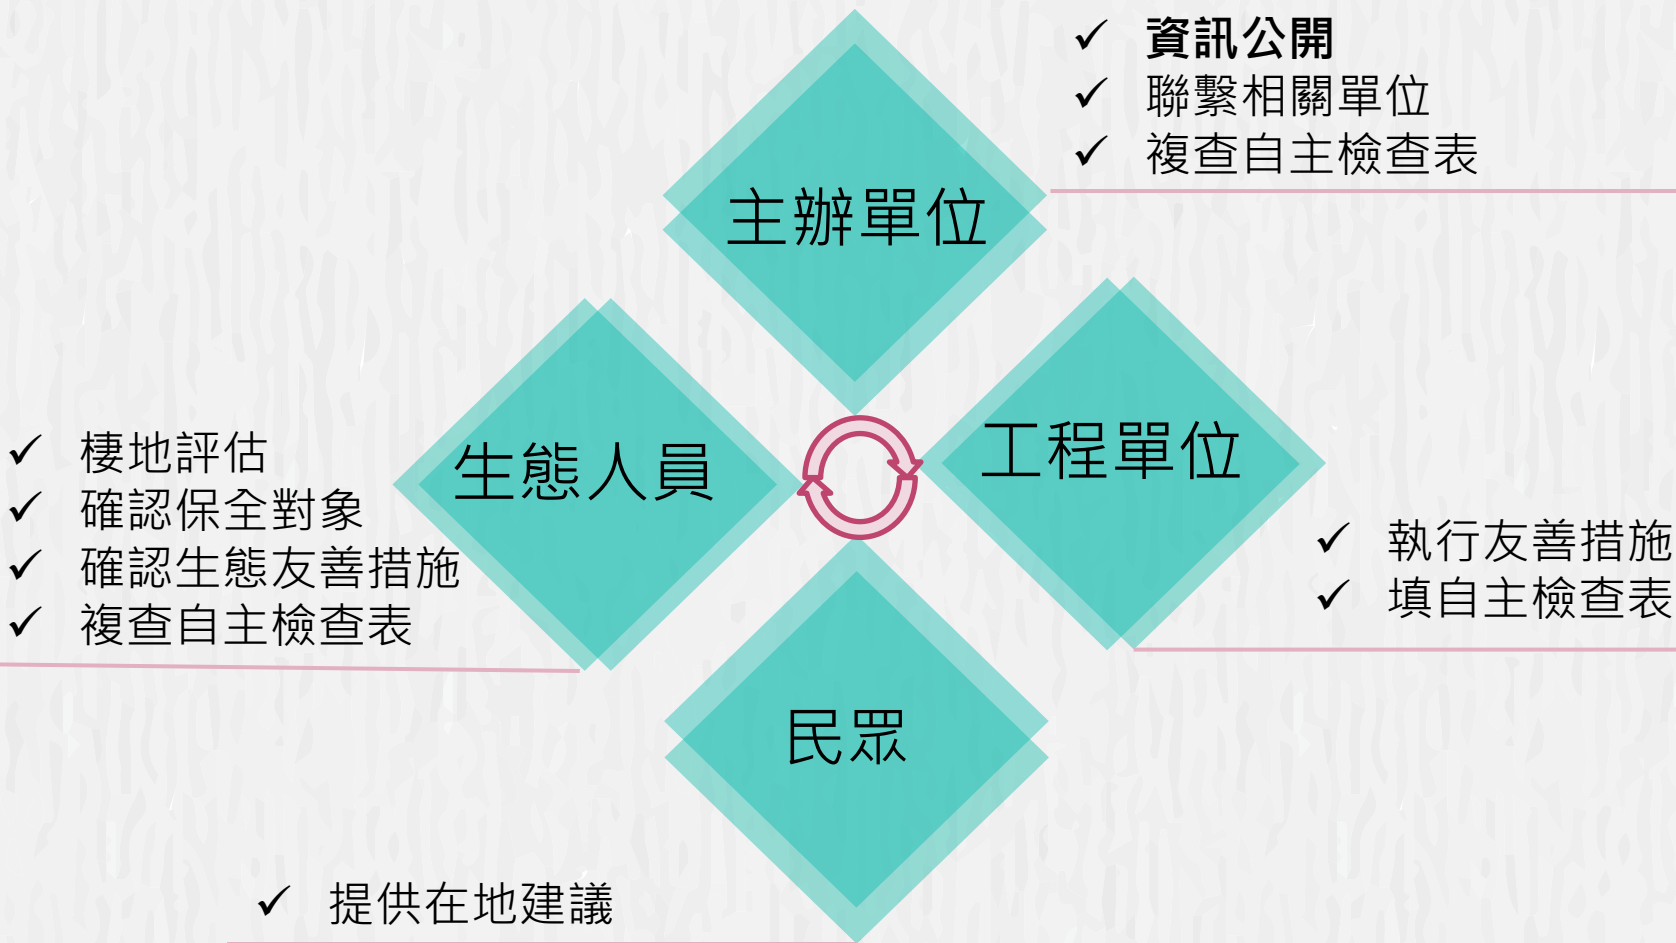 ✓ 資訊公開
✓ 聯繫相關單位
✓ 複查自主檢查表
主辦單位
生態人員
✓ 棲地評估
✓ 確認保全對象
✓ 確認生態友善措施
✓ 複查自主檢查表
工程單位
✓ 執行友善措施
✓ 填自主檢查表
民眾
✓ 提供在地建議